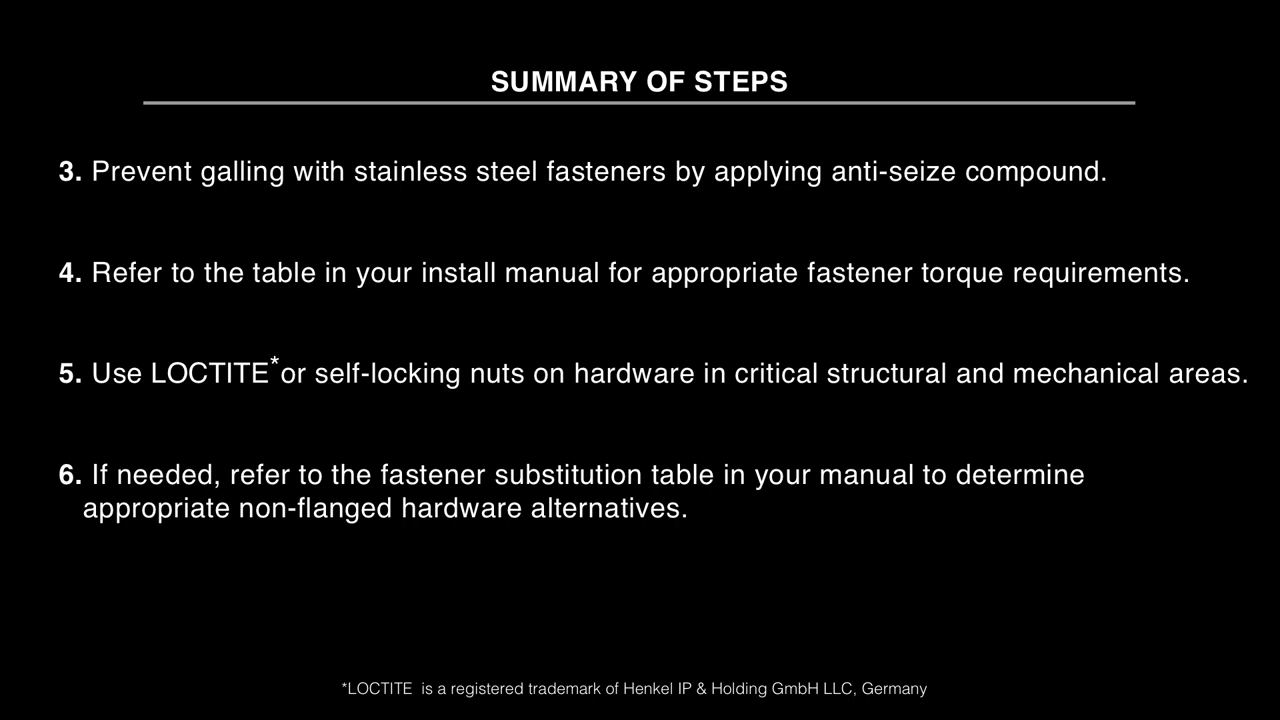 SUMMARY OF STEPS
3. Prevent galling with stainless steel fasteners by applying anti-seize compound.
4. Refer to the table in your install manual for appropriate fastener torque requirements.
5. Use LOCTITE* or self-locking nuts on hardware in critical structural and mechanical areas.
6. If needed, refer to the fastener substitution table in your manual to determine
appropriate non-flanged hardware alternatives.
*LOCTITE is a registered trademark of Henkel IP & Holding GmbH LLC, Germany